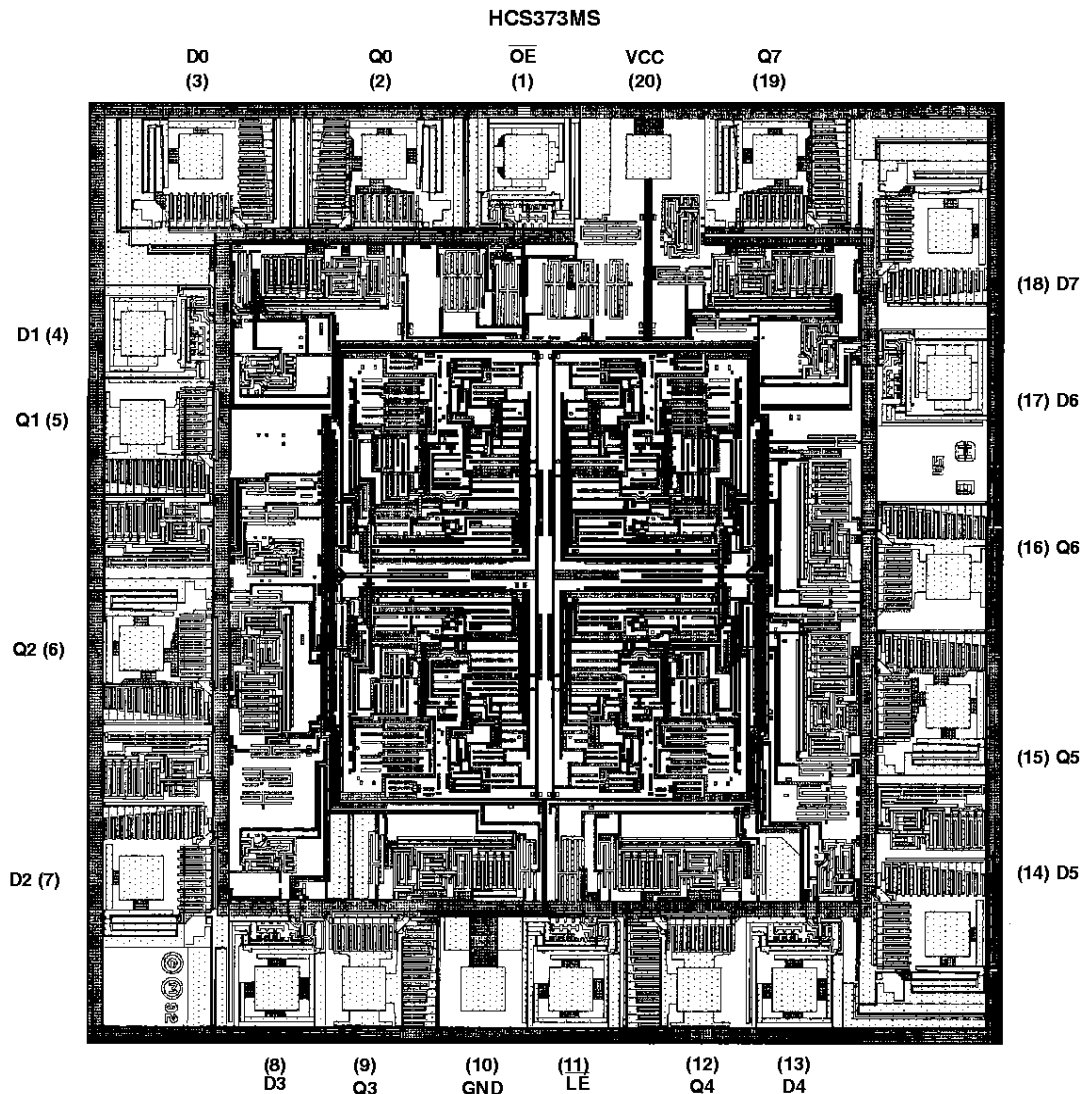 HCS373MS
D0 Q0 O̅E̅ VCC Q7
(3) (2) (1) (20) (19)
(18) D7
D1 (4)
(17) D6
Q1 (5)
(16) Q6
Q2 (6)
(15) Q5
(14) D5
D2 (7)
(8) (9) (10) (11) (12) (13)
D3 Q3 GND L̅E̅ Q4 D4